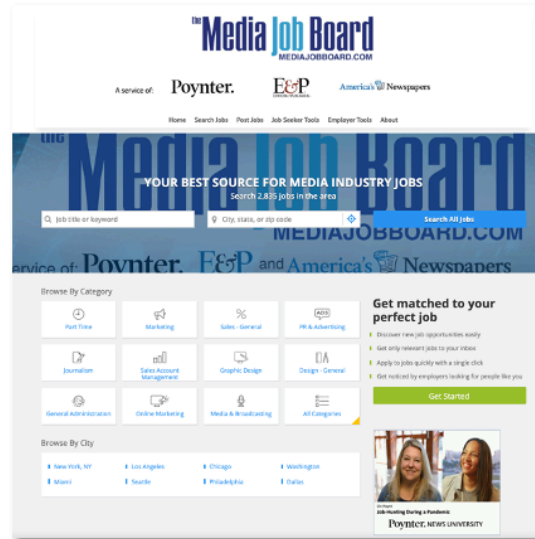 the Media Job Board
MEDIAJOBBOARD.COM
A service of: Poynter. E&P America's Newspapers
Home Search Jobs Post Jobs Job Seeker Tools Employer Tools About
the Media Job Board
YOUR BEST SOURCE FOR MEDIA INDUSTRY JOBS
Search 2,835 jobs in the area
Job title or keyword City, state, or zip code Search All Jobs
MEDIAJOBBOARD.COM
ervice of: Poynter. E&P and America's Newspapers
Browse By Category
Part Time Marketing Sales - General PR & Advertising
Journalism Sales Account Management Graphic Design Design - General
General Administration Online Marketing Media & Broadcasting All Categories
Get matched to your
perfect job
Discover new job opportunities easily
Get only relevant jobs to your inbox
Apply to jobs quickly with a single click
Get noticed by employers looking for people like you
Get Started
Browse By City
New York, NY Los Angeles Chicago Washington
Miami Seattle Philadelphia Dallas
Job-Hunting During a Pandemic
Poynter. NEWS UNIVERSITY